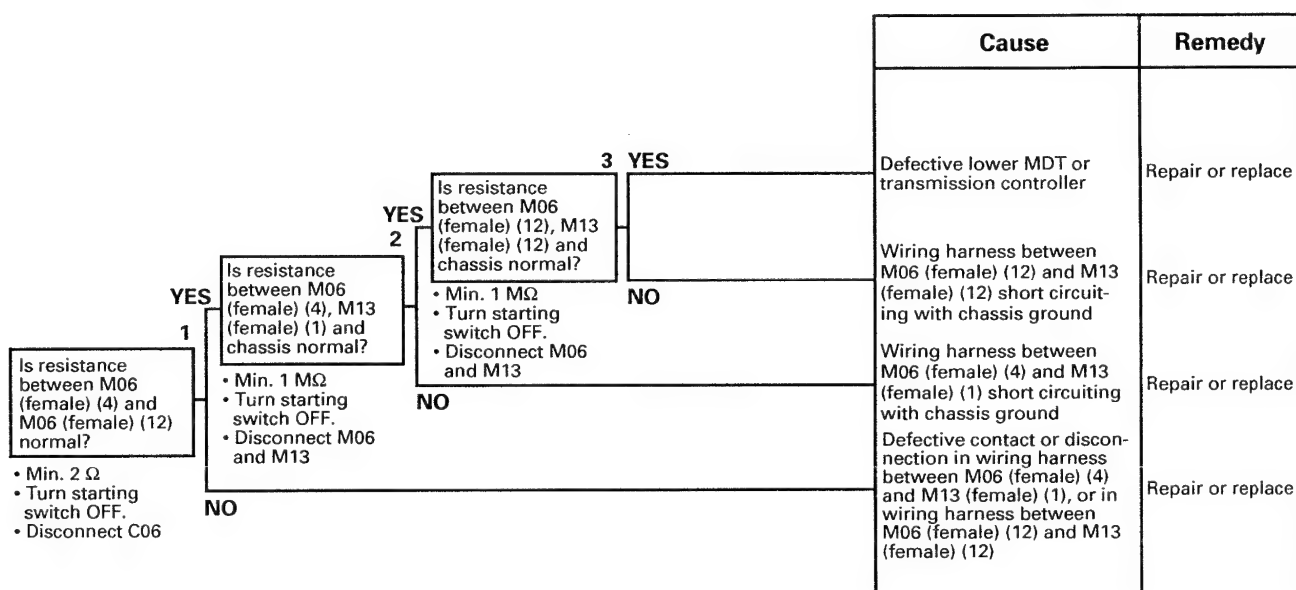 Cause
Remedy
3 YES
Is resistance
between M06
(female) (12), M13
(female) (12) and
chassis normal?
• Min. 1 MΩ
• Turn starting
switch OFF.
• Disconnect M06
and M13
NO
Defective lower MDT or
transmission controller
Repair or replace
Wiring harness between
M06 (female) (12) and M13
(female) (12) short circuit-
ing with chassis ground
Repair or replace
YES
2
Is resistance
between M06
(female) (4), M13
(female) (1) and
chassis normal?
• Min. 1 MΩ
• Turn starting
switch OFF.
• Disconnect M06
and M13
NO
Wiring harness between
M06 (female) (4) and M13
(female) (1) short circuiting
with chassis ground
Repair or replace
YES
1
Is resistance
between M06
(female) (4) and
M06 (female) (12)
normal?
• Min. 2 Ω
• Turn starting
switch OFF.
• Disconnect C06
NO
Defective contact or discon-
nection in wiring harness
between M06 (female) (4)
and M13 (female) (1), or in
wiring harness between
M06 (female) (12) and M13
(female) (12)
Repair or replace